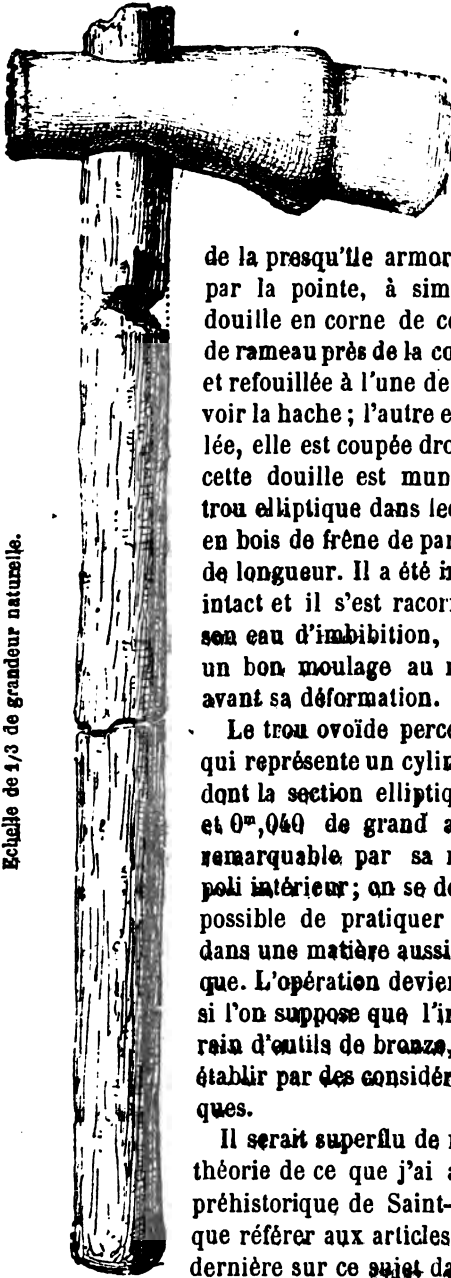 Echelle de 1/3 de grandeur naturelle.
de la presqu'île armor
par la pointe, à sim
douille en corne de ce
de rameau près de la co
et refouillée à l'une de
voir la hache ; l'autre e
lée, elle est coupée dro
cette douille est mun
trou elliptique dans leq
en bois de frêne de par
de longueur. Il a été i
intact et il s'est racor
son eau d'imbibition,
un bon moulage au
avant sa déformation.
Le trou ovoïde perc
qui représente un cylin
dont la section elliptiq
et 0m,040 de grand a
remarquable par sa
poli intérieur ; on se de
possible de pratiquer
dans une matière aussi
que. L'opération devien
si l'on suppose que l'in
rain d'outils de bronze,
établir par des considér
ques.
Il serait superflu de
théorie de ce que j'ai a
préhistorique de Saint-
que référer aux articles
dernière sur ce sujet da